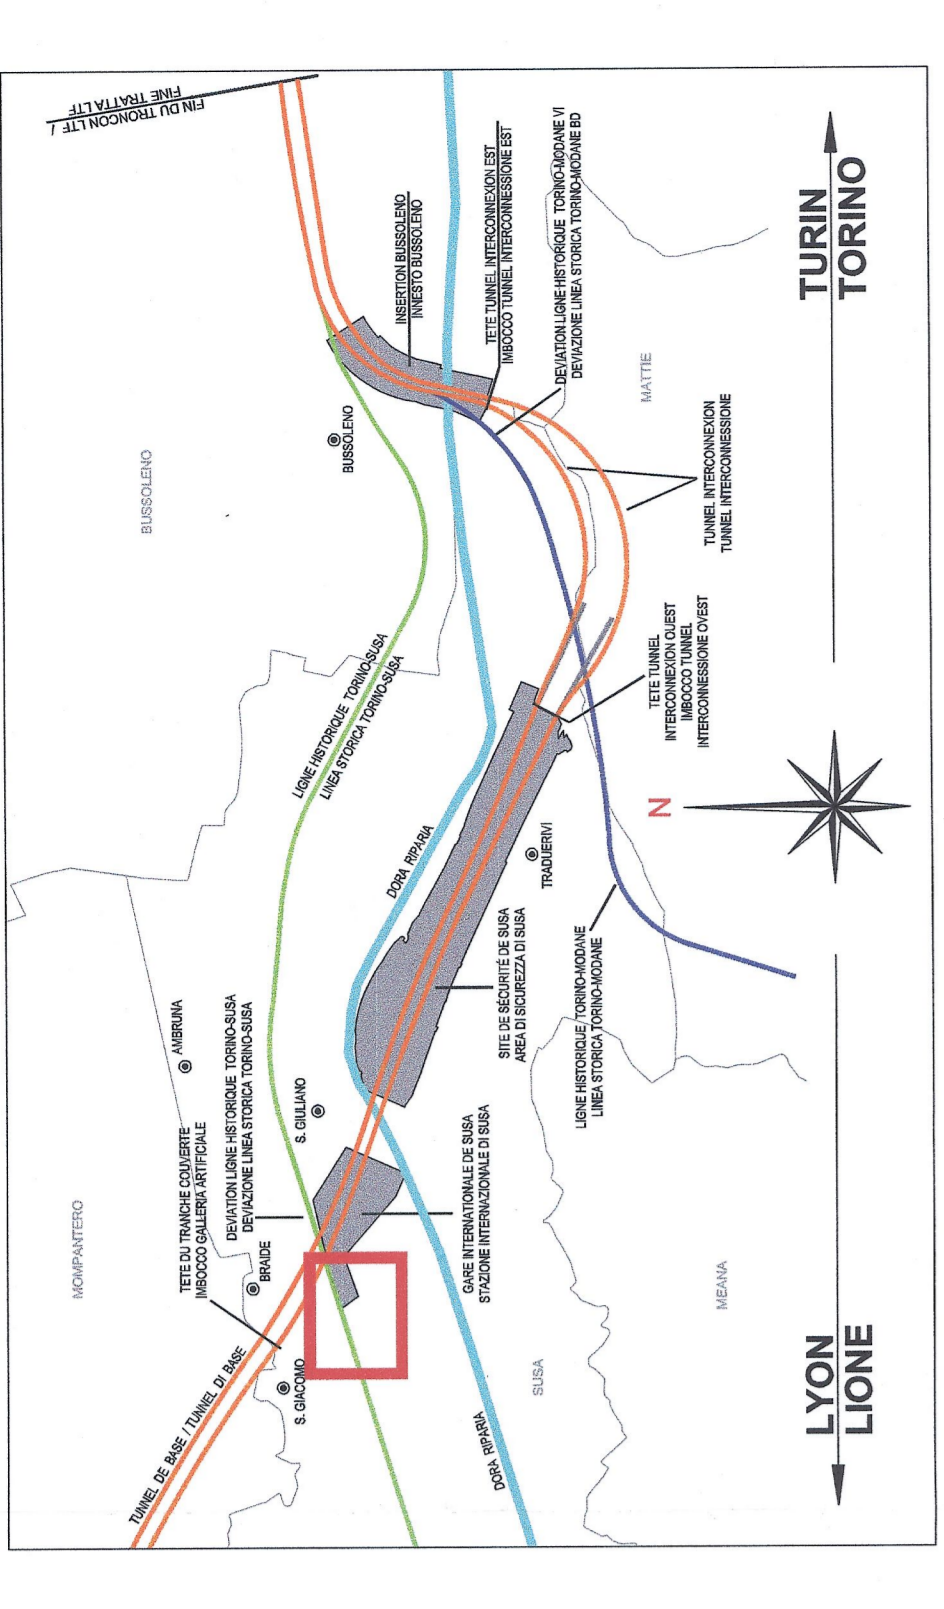 FIN DU TRONCON LTF /
FINE TRATTA LTF
BUSSOLENO
MOMPANTERO
AMBRUNA
TETE DU TRANCHE COUVERTE
IMBOCCO GALLERIA ARTIFICIALE
DEVIATION LIGNE HISTORIQUE TORINO-SUSA
DEVIAZIONE LINEA STORICA TORINO-SUSA
BRAIDE
S. GIACOMO
S. GIULIANO
TUNNEL DE BASE / TUNNEL DI BASE
LIGNE HISTORIQUE TORINO-SUSA
LINEA STORICA TORINO-SUSA
BUSSOLENO
INSERTION BUSSOLENO
INNESTO BUSSOLENO
DORA RIPARIA
DORA RIPARIA
GARE INTERNATIONALE DE SUSA
STAZIONE INTERNAZIONALE DI SUSA
SITE DE SÉCURITÉ DE SUSA
AREA DI SICUREZZA DI SUSA
TRADUERIVI
TETE TUNNEL INTERCONNEXION EST
IMBOCCO TUNNEL INTERCONNESSIONE EST
DEVIATION LIGNE HISTORIQUE TORINO-MODANE VI
DEVIAZIONE LINEA STORICA TORINO-MODANE BD
SUSA
LIGNE HISTORIQUE TORINO-MODANE
LINEA STORICA TORINO-MODANE
TETE TUNNEL
INTERCONNEXION OUEST
IMBOCCO TUNNEL
INTERCONNESSIONE OVEST
MATTIE
TUNNEL INTERCONNEXION
TUNNEL INTERCONNESSIONE
MEANA
N
LYON
LIONE
TURIN
TORINO